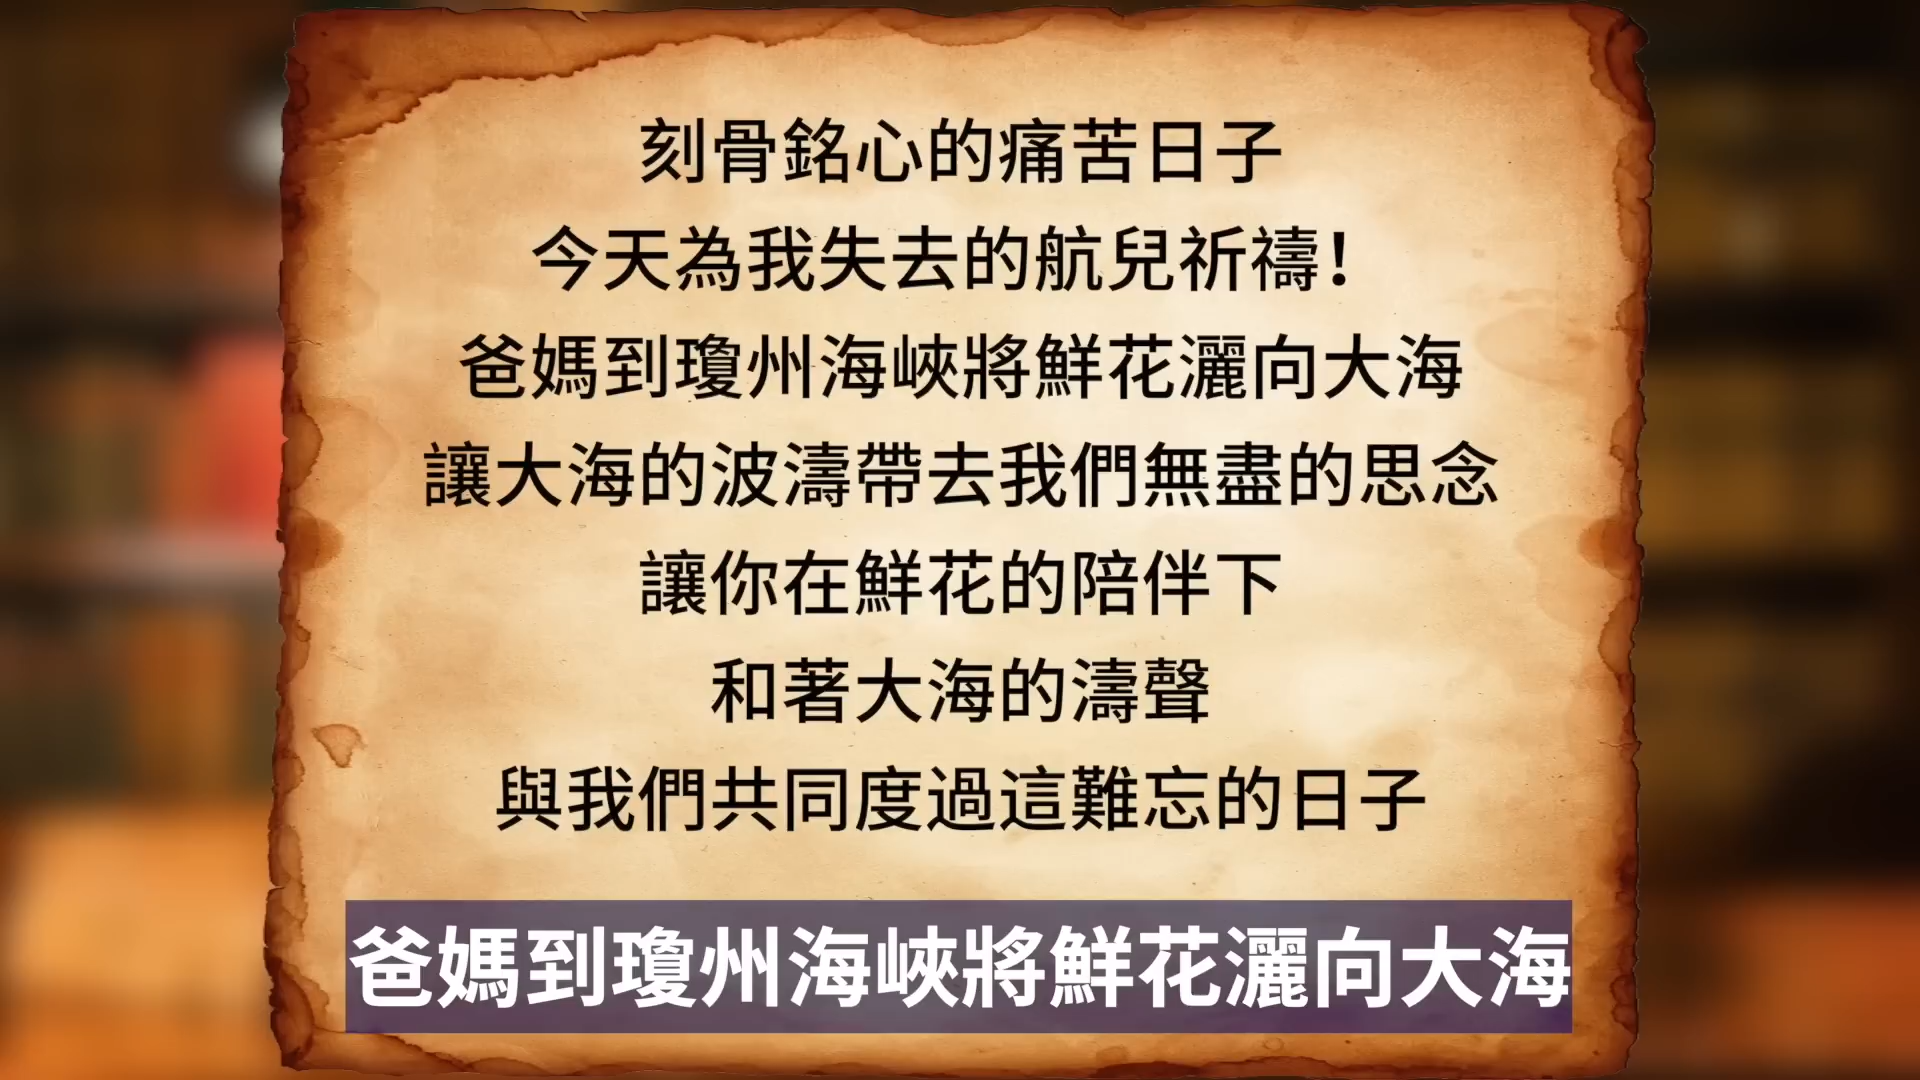 刻骨銘心的痛苦日子
今天為我失去的航兒祈禱！
爸媽到瓊州海峽將鮮花灑向大海
讓大海的波濤帶去我們無盡的思念
讓你在鮮花的陪伴下
和著大海的濤聲
與我們共同度過這難忘的日子
爸媽到瓊州海峽將鮮花灑向大海